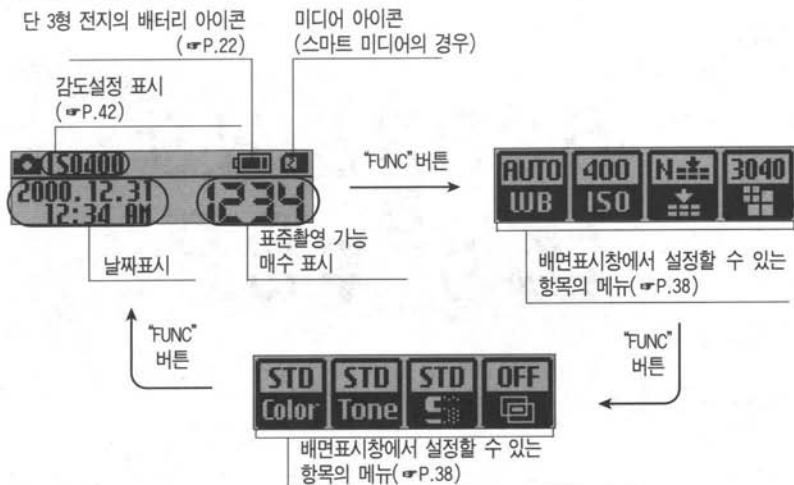 단 3형 전지의 배터리 아이콘
(☞P.22)
미디어 아이콘
(스마트 미디어의 경우)
감도설정 표시
(☞P.42)
ISO400
2000.12.31
12:34 AM
1234
날짜표시
표준촬영 가능
매수 표시
"FUNC" 버튼
AUTO 400 N 3040
WB ISO
배면표시창에서 설정할 수 있는
항목의 메뉴(☞P.38)
"FUNC"
버튼
"FUNC"
버튼
STD STD STD OFF
Color Tone S
배면표시창에서 설정할 수 있는
항목의 메뉴(☞P.38)